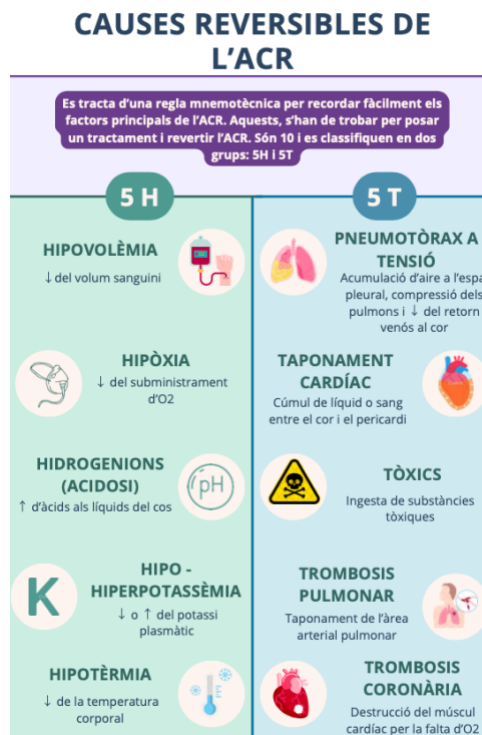 CAUSES REVERSIBLES DE
L'ACR
Es tracta d'una regla mnemotècnica per recordar fàcilment els
factors principals de l'ACR. Aquests, s'han de trobar per posar
un tractament i revertir l'ACR. Són 10 i es classifiquen en dos
grups: 5H i 5T
5 H
HIPOVOLÈMIA
↓ del volum sanguini
HIPÒXIA
↓ del subministrament
d'O2
HIDROGENIONS
(ACIDOSI)
↑ d'àcids als líquids del cos
pH
K
HIPO -
HIPERPOTASSÈMIA
↓ o ↑ del potassi
plasmàtic
HIPOTÈRMIA
↓ de la temperatura
corporal
5 T
PNEUMOTÒRAX A
TENSIÓ
Acumulació d'aire a l'espa
pleural, compressió dels
pulmons i ↓ del retorn
venós al cor
TAPONAMENT
CARDÍAC
Cúmul de líquid o sang
entre el cor i el pericardi
TÒXICS
Ingesta de substàncies
tòxiques
TROMBOSIS
PULMONAR
Taponament de l'àrea
arterial pulmonar
TROMBOSIS
CORONÀRIA
Destrucció del múscul
cardíac per la falta d'O2